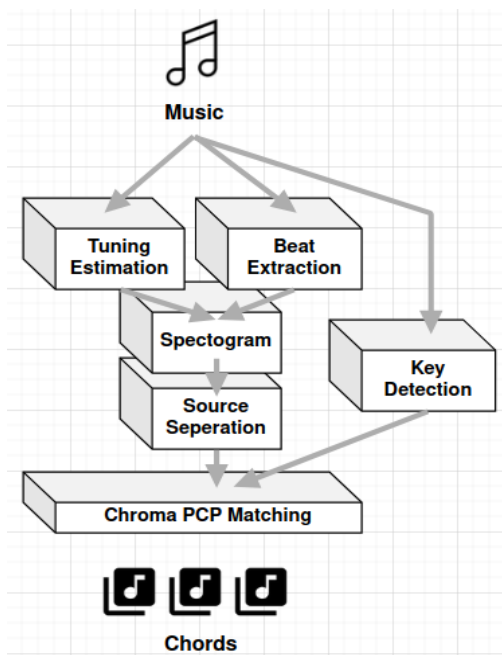 Music
Tuning
Estimation
Beat
Extraction
Spectogram
Key
Detection
Source
Seperation
Chroma PCP Matching
Chords